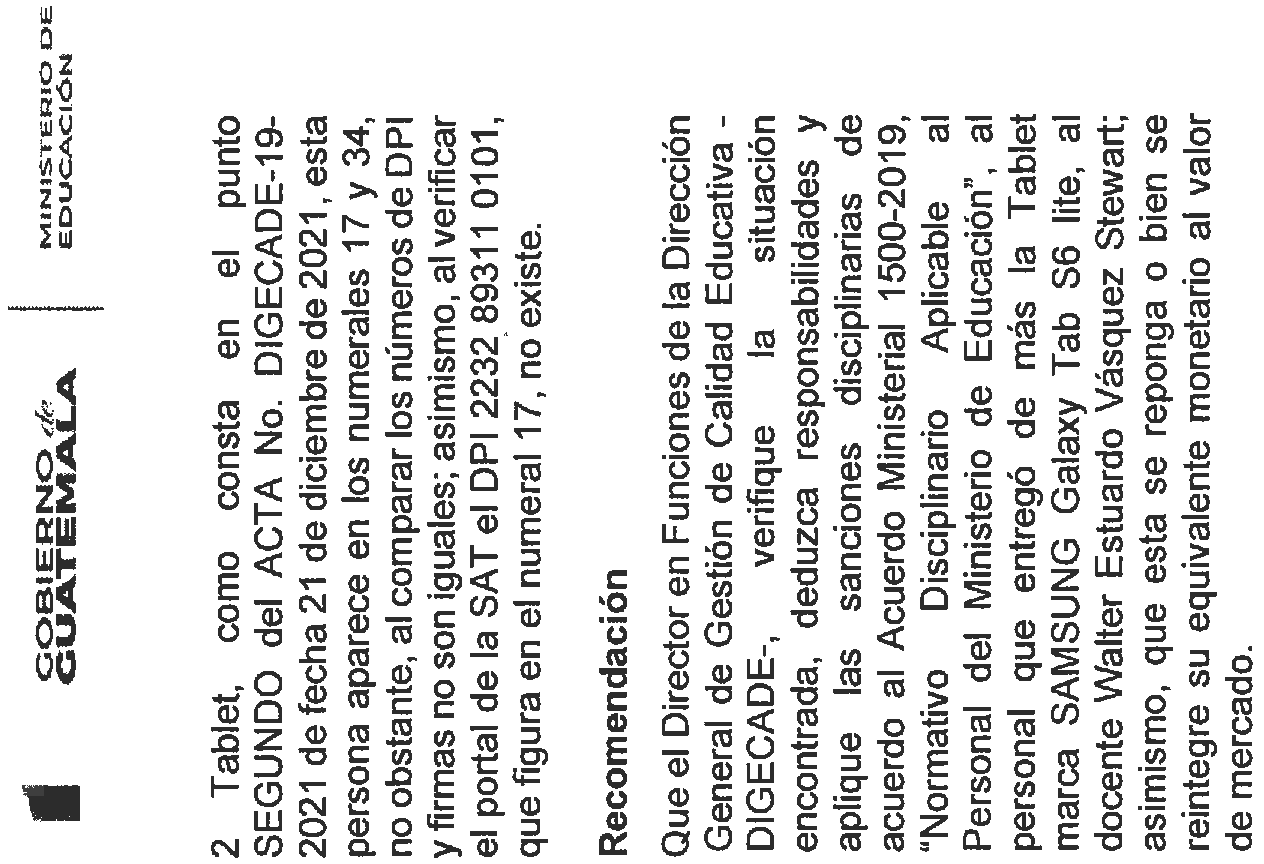 GOBIERNO de
GUATEMALA
MINISTERIO DE
EDUCACIÓN
2 Tablet, como consta en el punto
SEGUNDO del ACTA No. DIGECADE-19-
2021 de fecha 21 de diciembre de 2021, esta
persona aparece en los numerales 17 y 34,
no obstante, al comparar los números de DPI
y firmas no son iguales; asimismo, al verificar
el portal de la SAT el DPI 2232 89311 0101,
que figura en el numeral 17, no existe.
Recomendación
Que el Director en Funciones de la Dirección
General de Gestión de Calidad Educativa -
DIGECADE-, verifique la situación
encontrada, deduzca responsabilidades y
aplique las sanciones disciplinarias de
acuerdo al Acuerdo Ministerial 1500-2019,
“Normativo Disciplinario Aplicable al
Personal del Ministerio de Educación”, al
personal que entregó de más la Tablet
marca SAMSUNG Galaxy Tab S6 lite, al
docente Walter Estuardo Vásquez Stewart;
asimismo, que esta se reponga o bien se
reintegre su equivalente monetario al valor
de mercado.